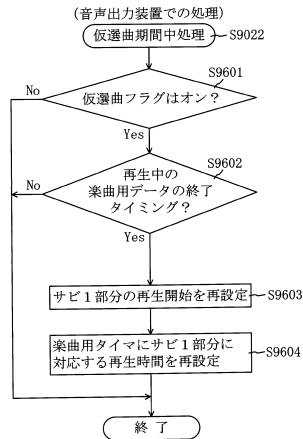 (音声出力装置での処理)
仮選曲期間中処理
S9022
S9601
No
仮選曲フラグはオン？
Yes
S9602
No
再生中の
楽曲用データの終了
タイミング？
Yes
サビ１部分の再生開始を再設定
S9603
楽曲用タイマにサビ１部分に
対応する再生時間を再設定
S9604
終 了